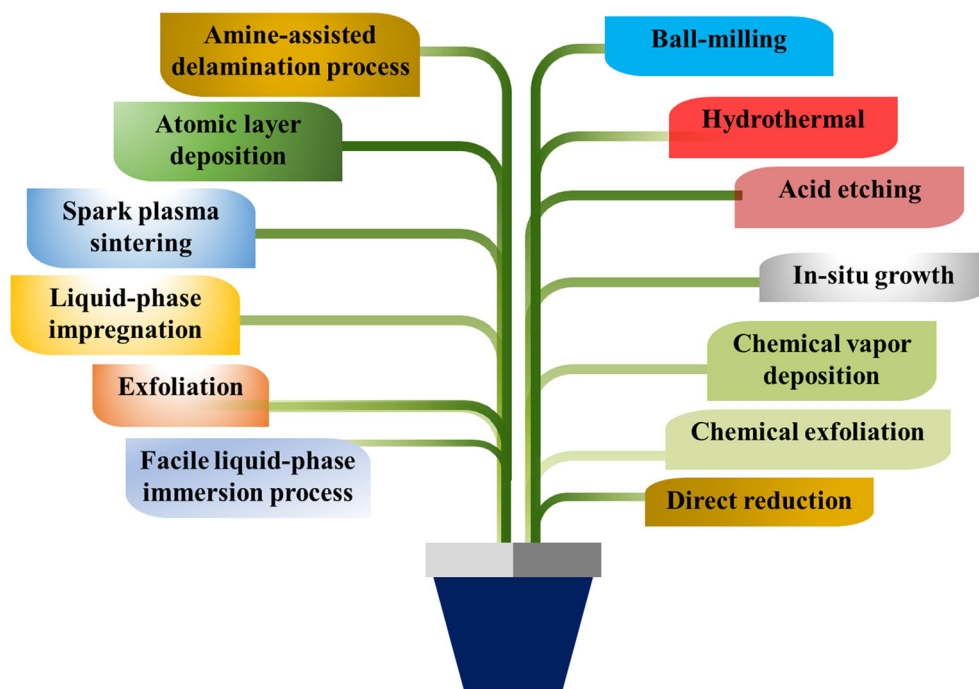 Amine-assisted
delamination process
Atomic layer
deposition
Spark plasma
sintering
Liquid-phase
impregnation
Exfoliation
Facile liquid-phase
immersion process
Ball-milling
Hydrothermal
Acid etching
In-situ growth
Chemical vapor
deposition
Chemical exfoliation
Direct reduction